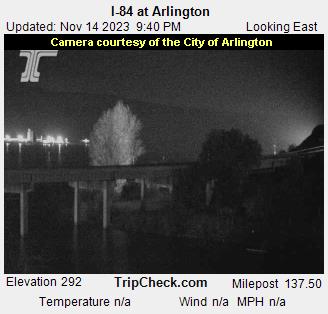 I-84 at Arlington
Updated: Nov 14 2023 9:40 PM Looking East
Camera courtesy of the City of Arlington
Elevation 292 TripCheck.com Milepost 137.50
Temperature n/a Wind n/a MPH n/a